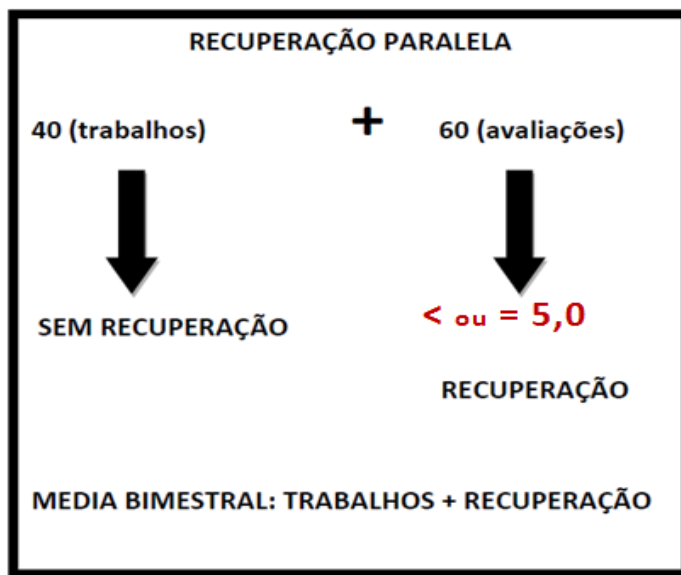 RECUPERAÇÃO PARALELA
40 (trabalhos) + 60 (avaliações)
SEM RECUPERAÇÃO
< ou = 5,0
RECUPERAÇÃO
MEDIA BIMESTRAL: TRABALHOS + RECUPERAÇÃO